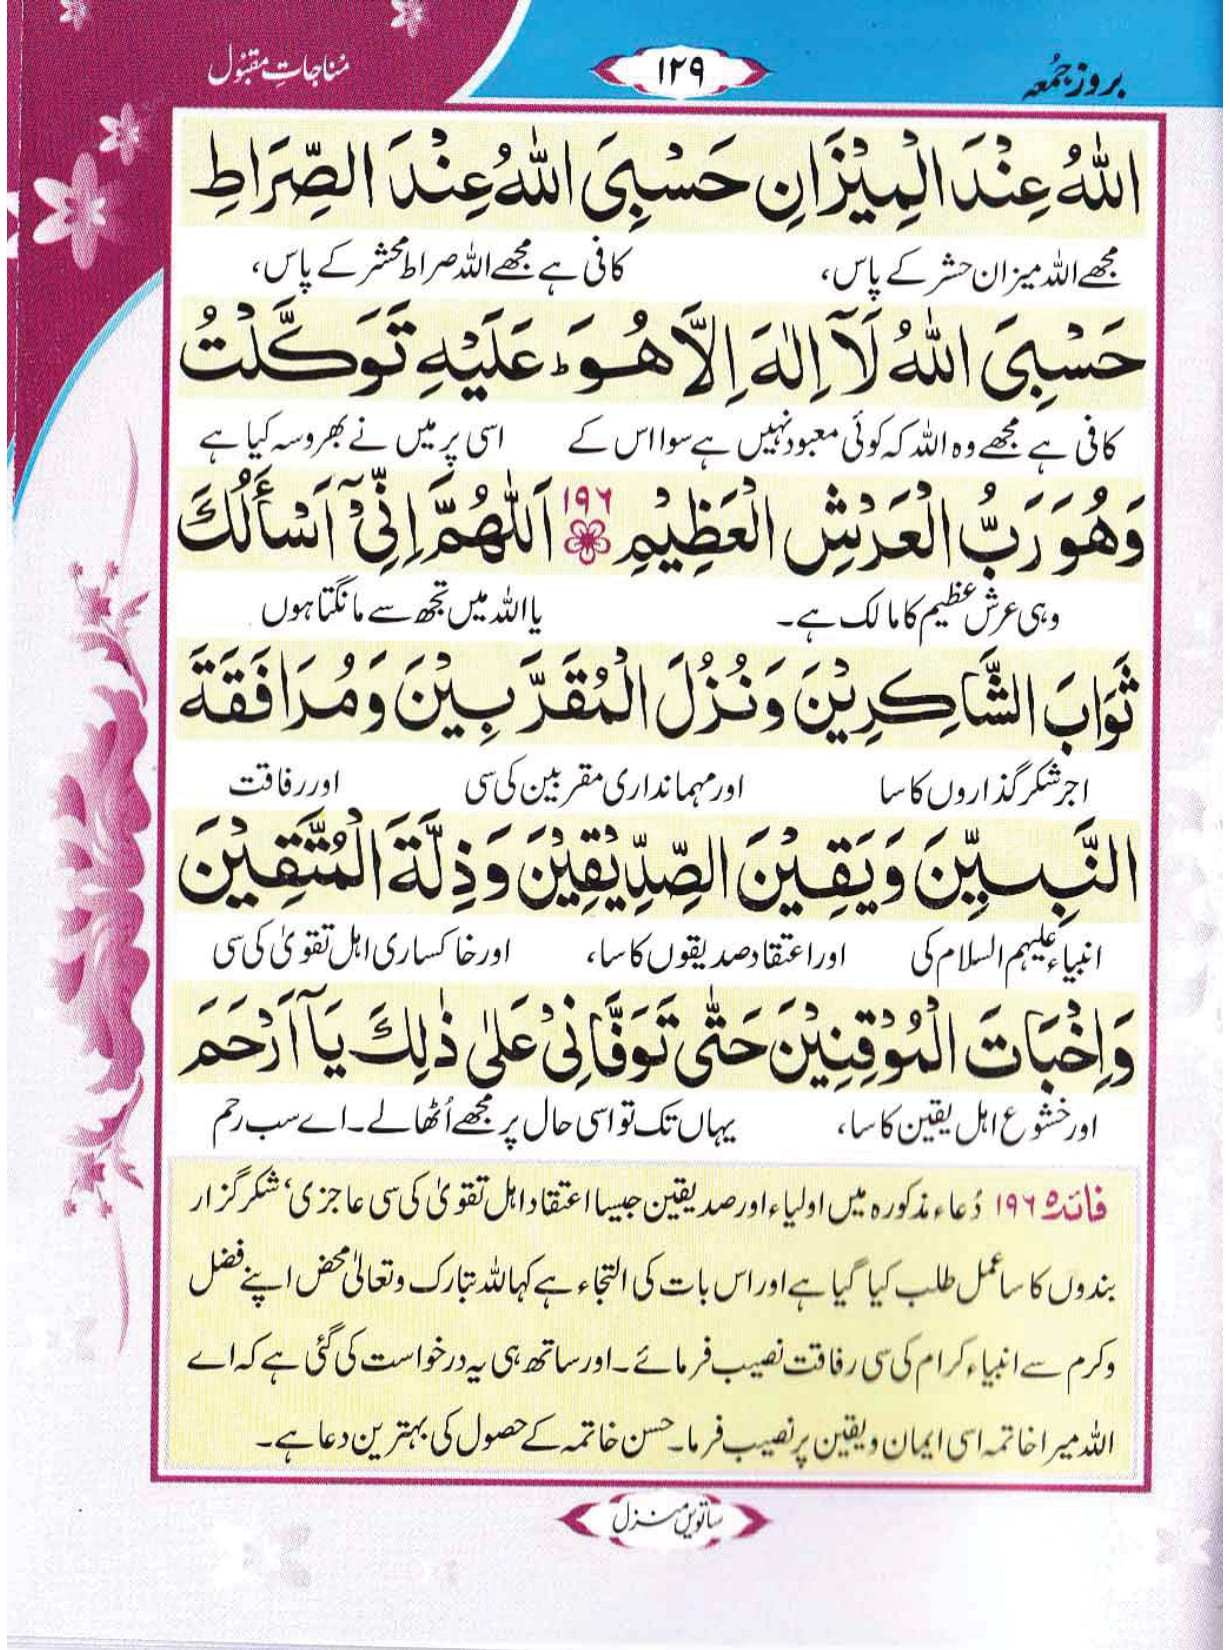 بروز جمُعہ
۱۲۹
مُناجاتِ مقبُول
اللّٰهُ عِنْدَ الْمِيْزَانِ حَسْبِيَ اللّٰهُ عِنْدَ الصِّرَاطِ
مجھے اللہ میزان حشر کے پاس، کافی ہے مجھے اللہ صراط محشر کے پاس،
حَسْبِيَ اللّٰهُ لَآ اِلٰهَ اِلَّا هُوَ ؕ عَلَيْهِ تَوَكَّلْتُ
کافی ہے مجھے وہ اللہ کہ کوئی معبود نہیں ہے سوا اس کے اسی پر میں نے بھروسہ کیا ہے
وَهُوَ رَبُّ الْعَرْشِ الْعَظِيْمِ ۱۹۶ اَللّٰهُمَّ اِنِّيْٓ اَسْأَلُكَ
وہی عرش عظیم کا مالک ہے۔ یا اللہ میں تجھ سے مانگتا ہوں
ثَوَابَ الشَّاكِرِيْنَ وَنُزُلَ الْمُقَرَّبِيْنَ وَمُرَافَقَةَ
اجر شکر گذاروں کا سا اور مہمانداری مقربین کی سی اور رفاقت
النَّبِيِّيْنَ وَيَقِيْنَ الصِّدِّيْقِيْنَ وَذِلَّةَ الْمُتَّقِيْنَ
انبیاء علیہم السلام کی اور اعتقاد صدیقوں کا سا، اور خاکساری اہل تقویٰ کی سی
وَاِخْبَاتَ الْمُوْقِنِيْنَ حَتّٰى تَوَفَّانِيْ عَلٰى ذٰلِكَ يَآ اَرْحَمَ
اور خشوع اہل یقین کا سا، یہاں تک تو اسی حال پر مجھے اُٹھالے۔ اے سب رحم
فائدہ ۱۹۶ دُعاء مذکورہ میں اولیاء اور صدیقین جیسا اعتقاد اہل تقویٰ کی سی عاجزی، شکر گزار
بندوں کا سا عمل طلب کیا گیا ہے اور اس بات کی التجاء ہے کہ اللہ تبارک وتعالیٰ محض اپنے فضل
وکرم سے انبیاء کرام کی سی رفاقت نصیب فرمائے۔ اور ساتھ ہی یہ درخواست کی گئی ہے کہ اے
اللہ میرا خاتمہ اسی ایمان ویقین پر نصیب فرما۔ حسن خاتمہ کے حصول کی بہترین دعا ہے۔
ساتویں منزل